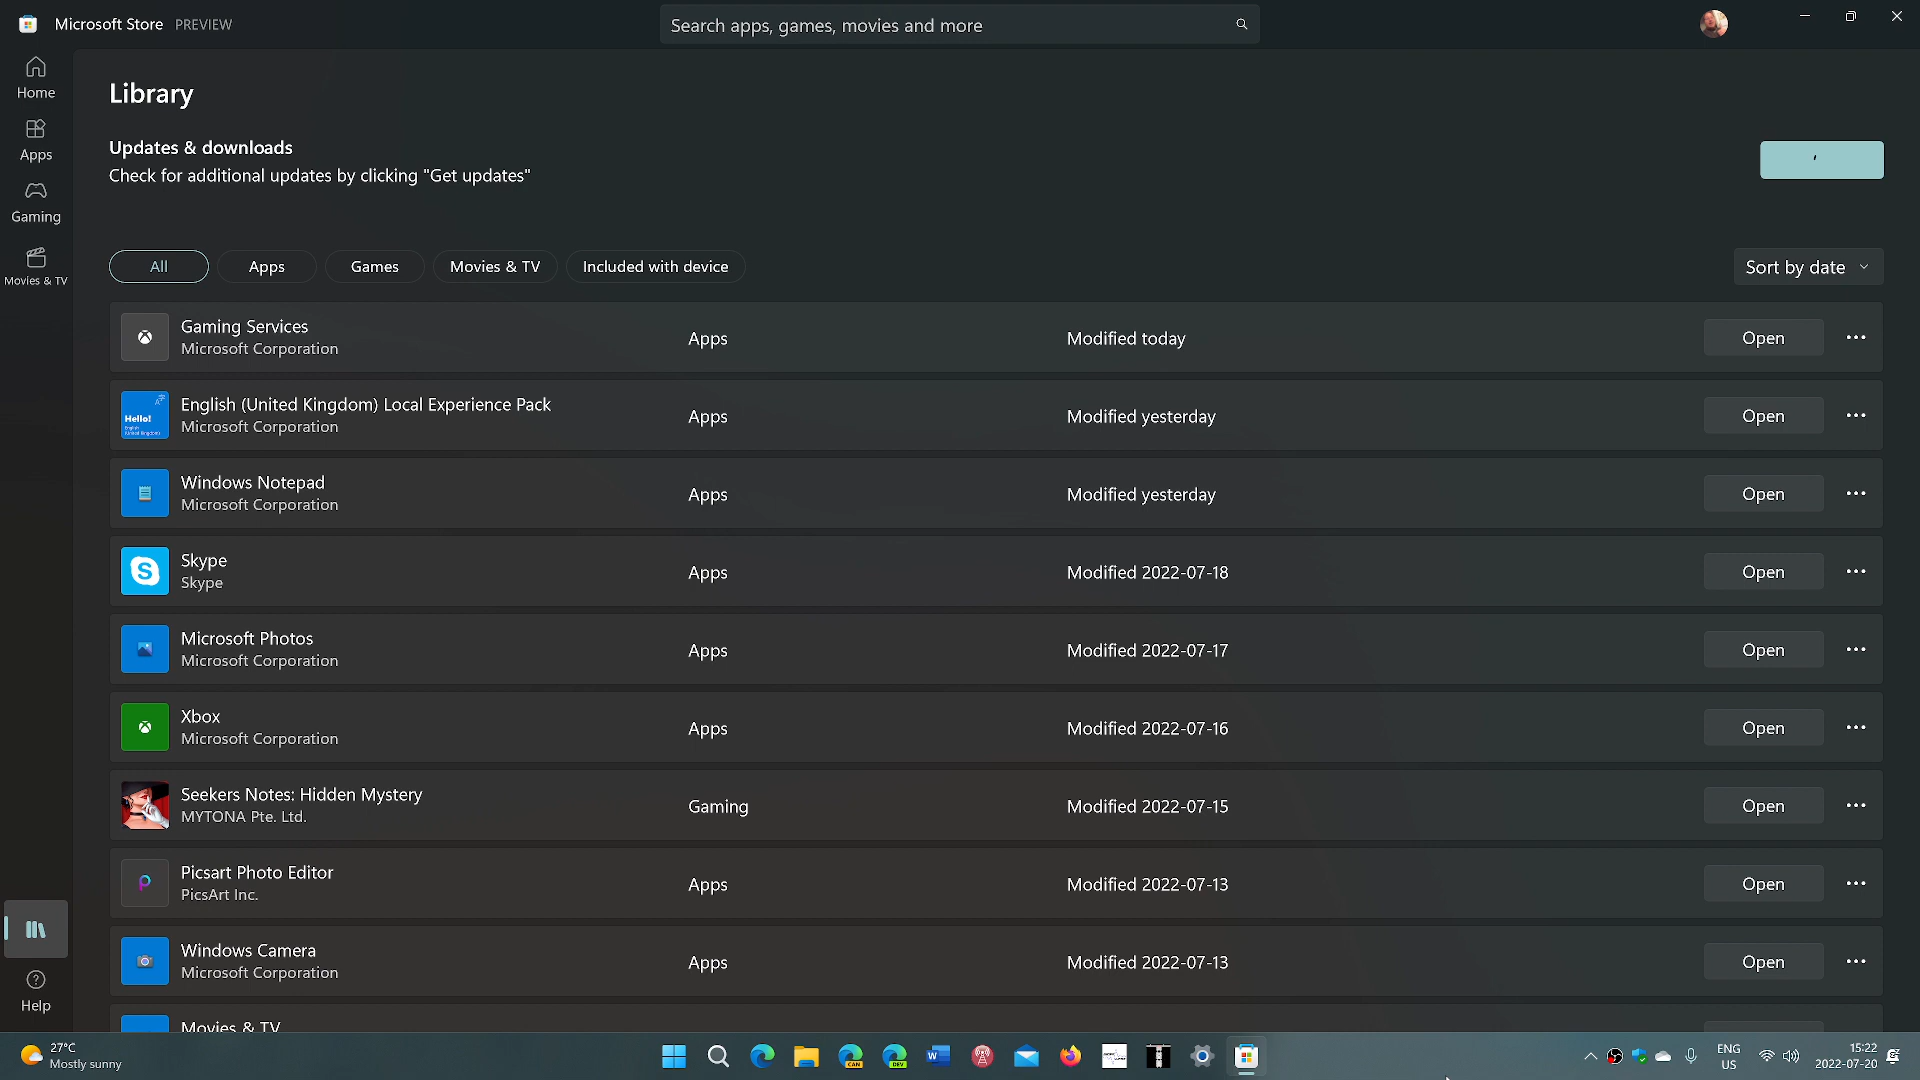 Microsoft Store PREVIEW
Search apps, games, movies and more
Home
Apps
Gaming
Movies & TV
Library
Updates & downloads
Check for additional updates by clicking "Get updates"
All
Apps
Games
Movies & TV
Included with device
Sort by date
Gaming Services
Microsoft Corporation
Apps
Modified today
Open
Hello!
English
(United Kingdom)
English (United Kingdom) Local Experience Pack
Microsoft Corporation
Apps
Modified yesterday
Open
Windows Notepad
Microsoft Corporation
Apps
Modified yesterday
Open
Skype
Skype
Apps
Modified 2022-07-18
Open
Microsoft Photos
Microsoft Corporation
Apps
Modified 2022-07-17
Open
Xbox
Microsoft Corporation
Apps
Modified 2022-07-16
Open
Seekers Notes: Hidden Mystery
MYTONA Pte. Ltd.
Gaming
Modified 2022-07-15
Open
Picsart Photo Editor
PicsArt Inc.
Apps
Modified 2022-07-13
Open
Windows Camera
Microsoft Corporation
Apps
Modified 2022-07-13
Open
Movies & TV
Help
27°C
Mostly sunny
CAN
DEV
ENG
US
15:22
2022-07-20